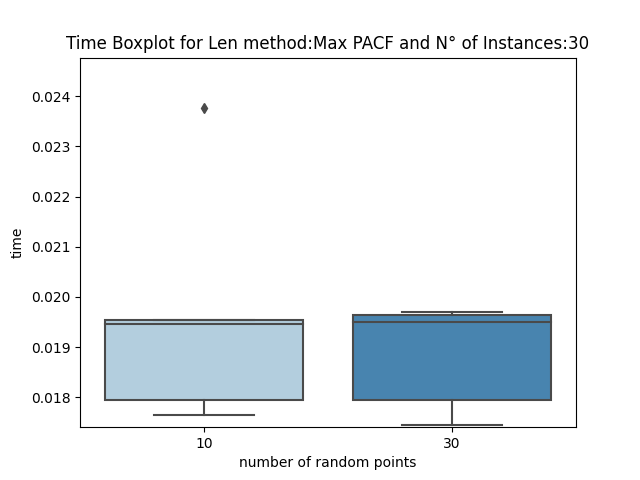 Time Boxplot for Len method:Max PACF and N° of Instances:30
0.024
0.023
0.022
0.021
0.020
0.019
0.018
time
10 30
number of random points